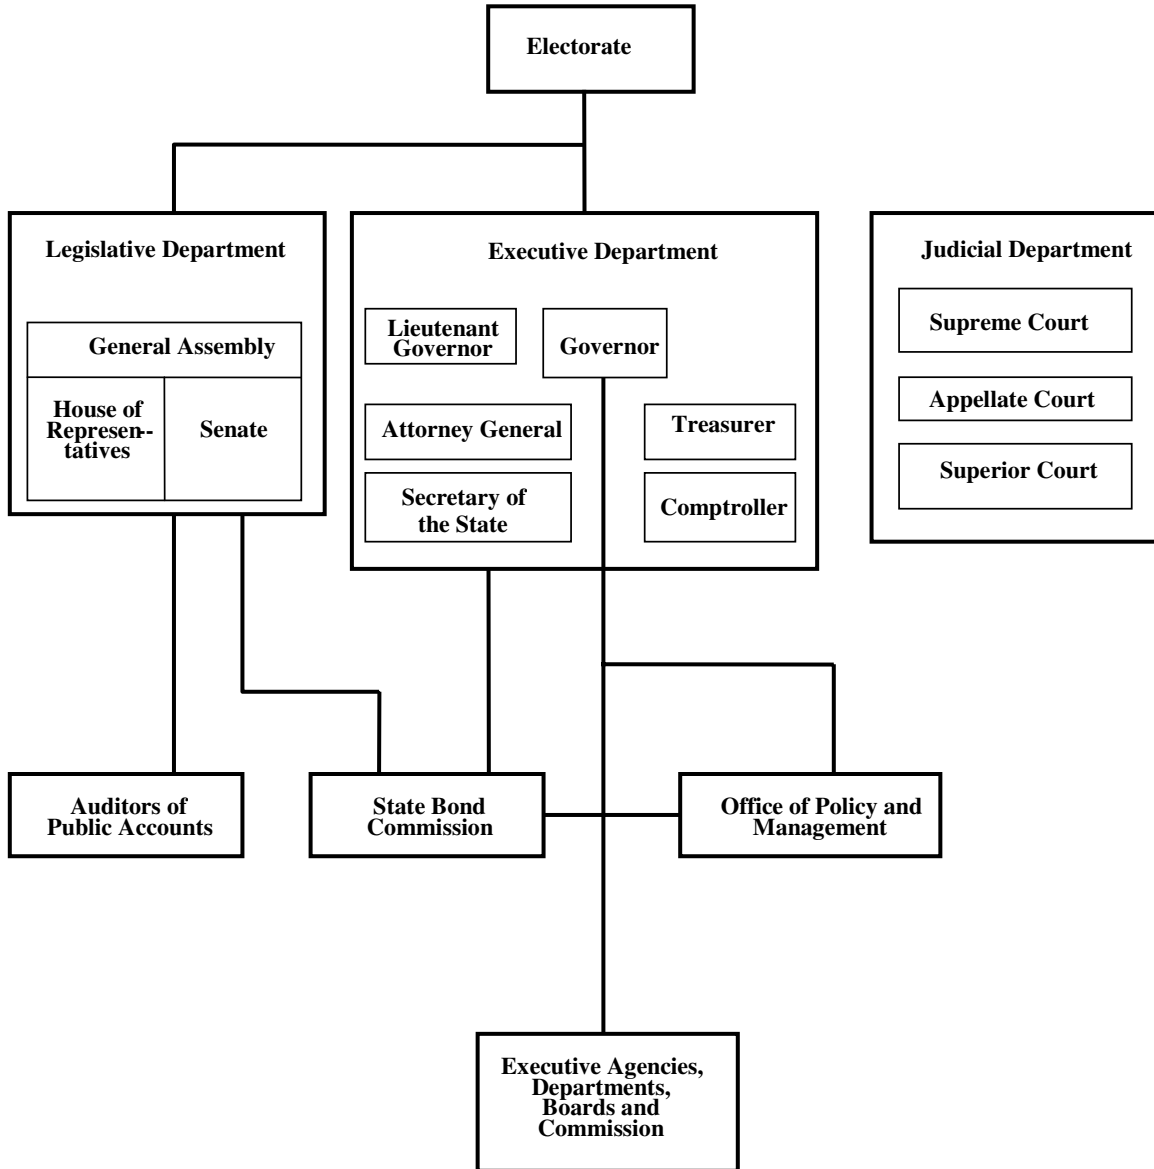 Electorate
Legislative Department
General Assembly
House of
Represen--
tatives
Senate
Executive Department
Lieutenant
Governor
Governor
Attorney General
Treasurer
Secretary of
the State
Comptroller
Judicial Department
Supreme Court
Appellate Court
Superior Court
Auditors of
Public Accounts
State Bond
Commission
Office of Policy and
Management
Executive Agencies,
Departments,
Boards and
Commission